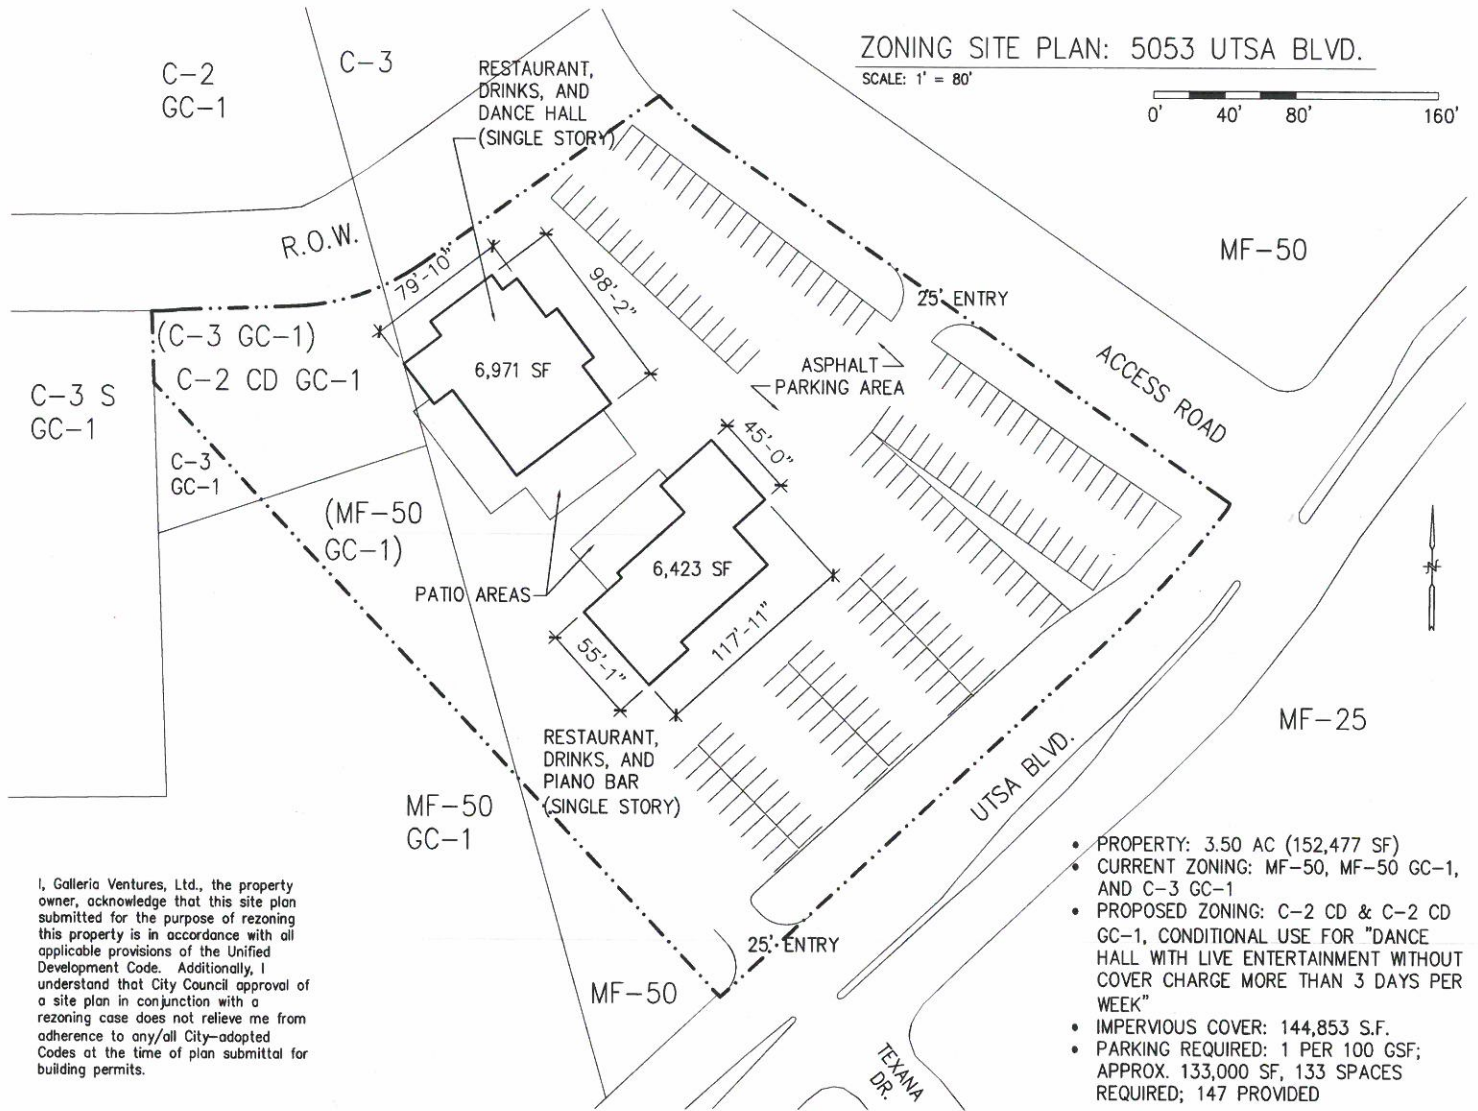 ZONING SITE PLAN: 5053 UTSA BLVD.
SCALE: 1' = 80'
0' 40' 80' 160'
C-2
GC-1
C-3
RESTAURANT,
DRINKS, AND
DANCE HALL
(SINGLE STORY)
R.O.W.
79'-10"
98'-2"
MF-50
25' ENTRY
(C-3 GC-1)
C-2 CD GC-1
6,971 SF
ASPHALT
PARKING AREA
ACCESS ROAD
C-3 S
GC-1
C-3
GC-1
45'-0"
(MF-50
GC-1)
6,423 SF
PATIO AREAS
N
117'-11"
55'-1"
RESTAURANT,
DRINKS, AND
PIANO BAR
(SINGLE STORY)
MF-25
UTSA BLVD.
MF-50
GC-1
25' ENTRY
MF-50
TEXANA
DR.
I, Galleria Ventures, Ltd., the property
owner, acknowledge that this site plan
submitted for the purpose of rezoning
this property is in accordance with all
applicable provisions of the Unified
Development Code. Additionally, I
understand that City Council approval of
a site plan in conjunction with a
rezoning case does not relieve me from
adherence to any/all City-adopted
Codes at the time of plan submittal for
building permits.
• PROPERTY: 3.50 AC (152,477 SF)
• CURRENT ZONING: MF-50, MF-50 GC-1,
AND C-3 GC-1
• PROPOSED ZONING: C-2 CD & C-2 CD
GC-1, CONDITIONAL USE FOR "DANCE
HALL WITH LIVE ENTERTAINMENT WITHOUT
COVER CHARGE MORE THAN 3 DAYS PER
WEEK"
• IMPERVIOUS COVER: 144,853 S.F.
• PARKING REQUIRED: 1 PER 100 GSF;
APPROX. 133,000 SF, 133 SPACES
REQUIRED; 147 PROVIDED